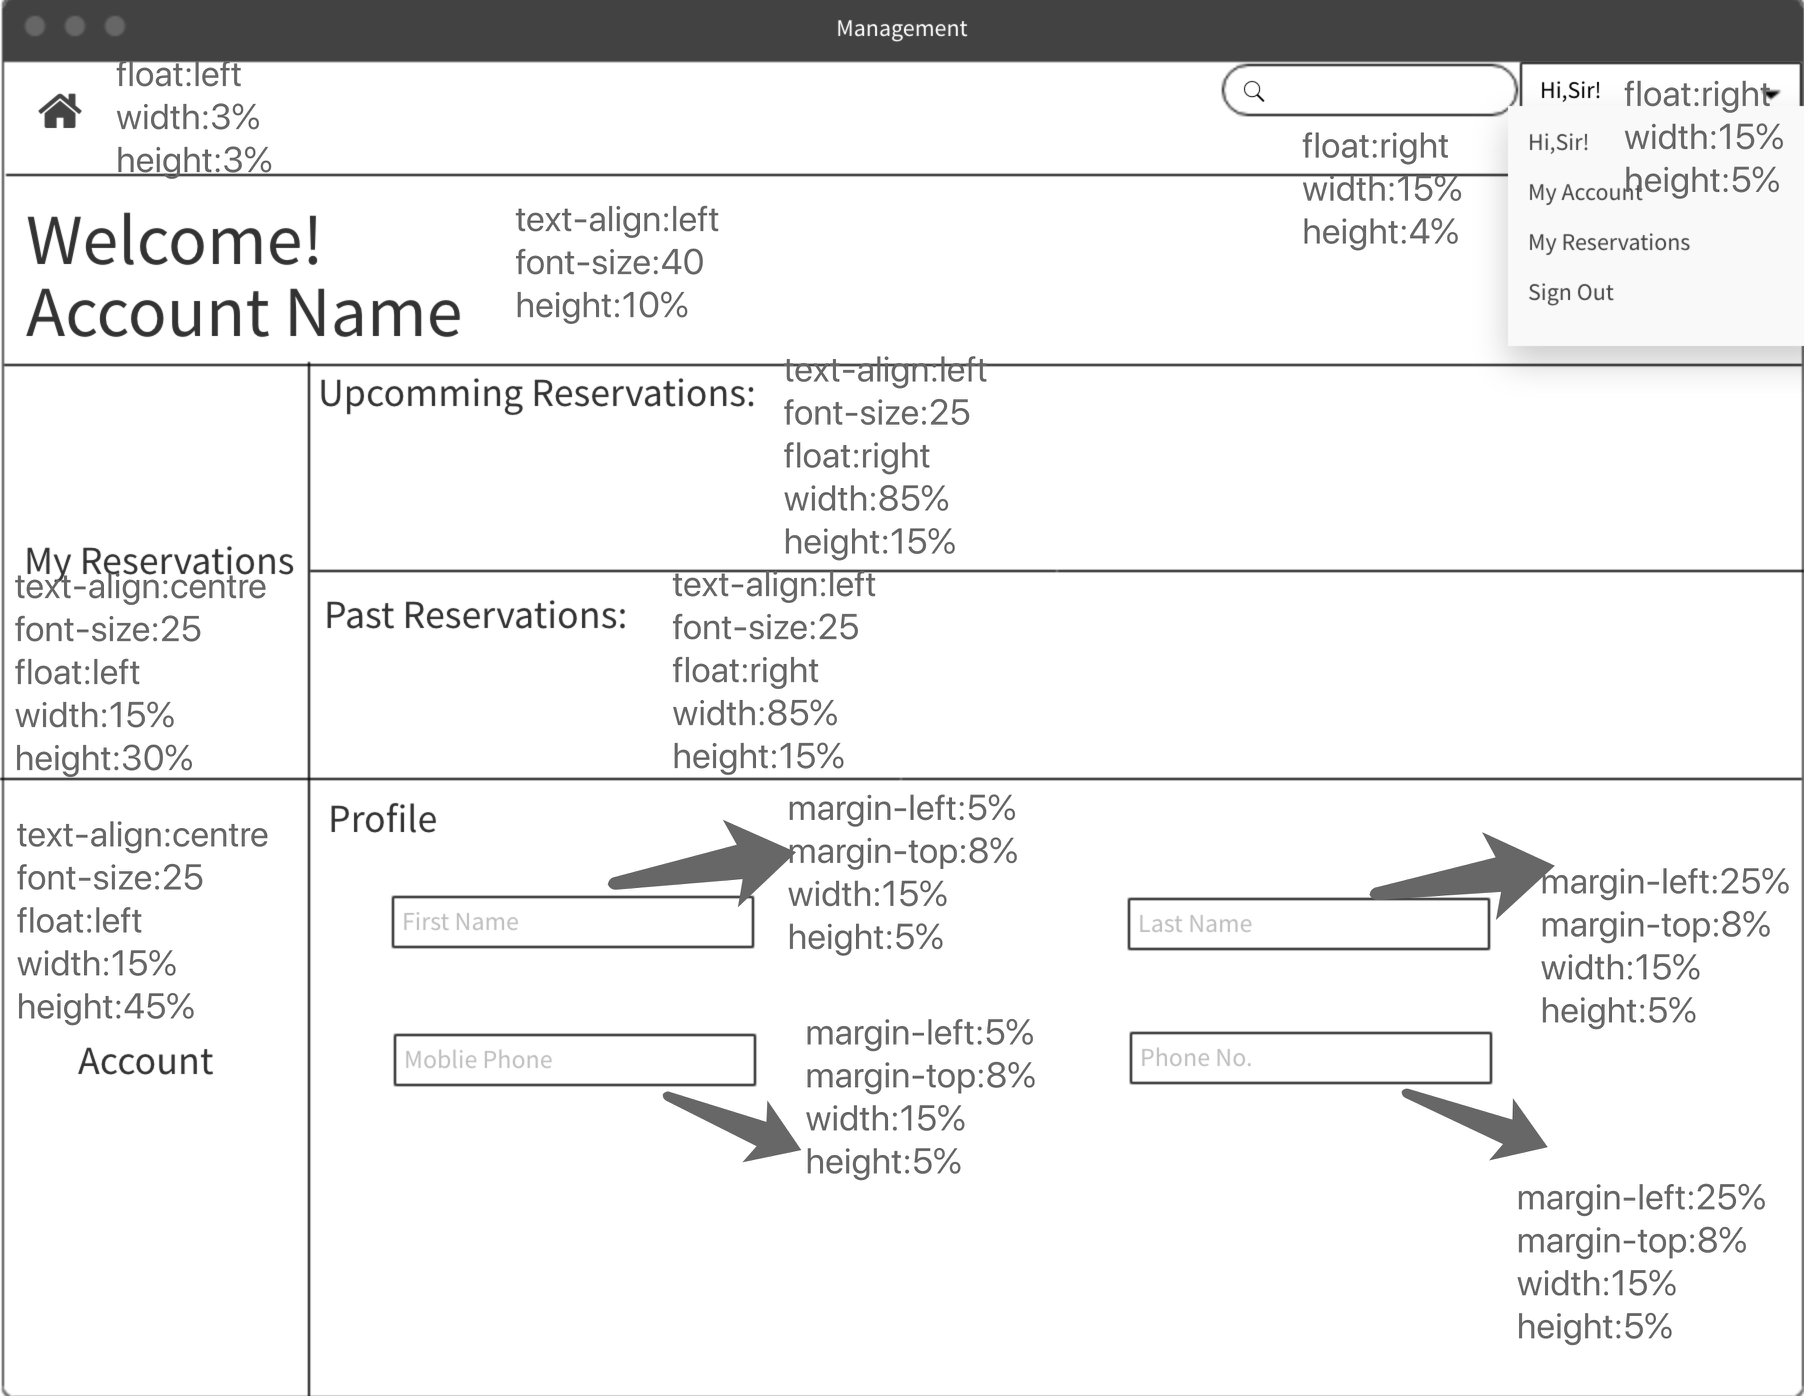 Management
float:left
width:3%
height:3%
Hi,Sir!
float:right
width:15%
height:5%
Hi,Sir!
My Account
My Reservations
Sign Out
float:right
width:15%
height:4%
Welcome!
Account Name
text-align:left
font-size:40
height:10%
Upcomming Reservations:
text-align:left
font-size:25
float:right
width:85%
height:15%
My Reservations
text-align:centre
font-size:25
float:left
width:15%
height:30%
Past Reservations:
text-align:left
font-size:25
float:right
width:85%
height:15%
text-align:centre
font-size:25
float:left
width:15%
height:45%
Account
Profile
First Name
margin-left:5%
margin-top:8%
width:15%
height:5%
Last Name
margin-left:25%
margin-top:8%
width:15%
height:5%
Moblie Phone
margin-left:5%
margin-top:8%
width:15%
height:5%
Phone No.
margin-left:25%
margin-top:8%
width:15%
height:5%